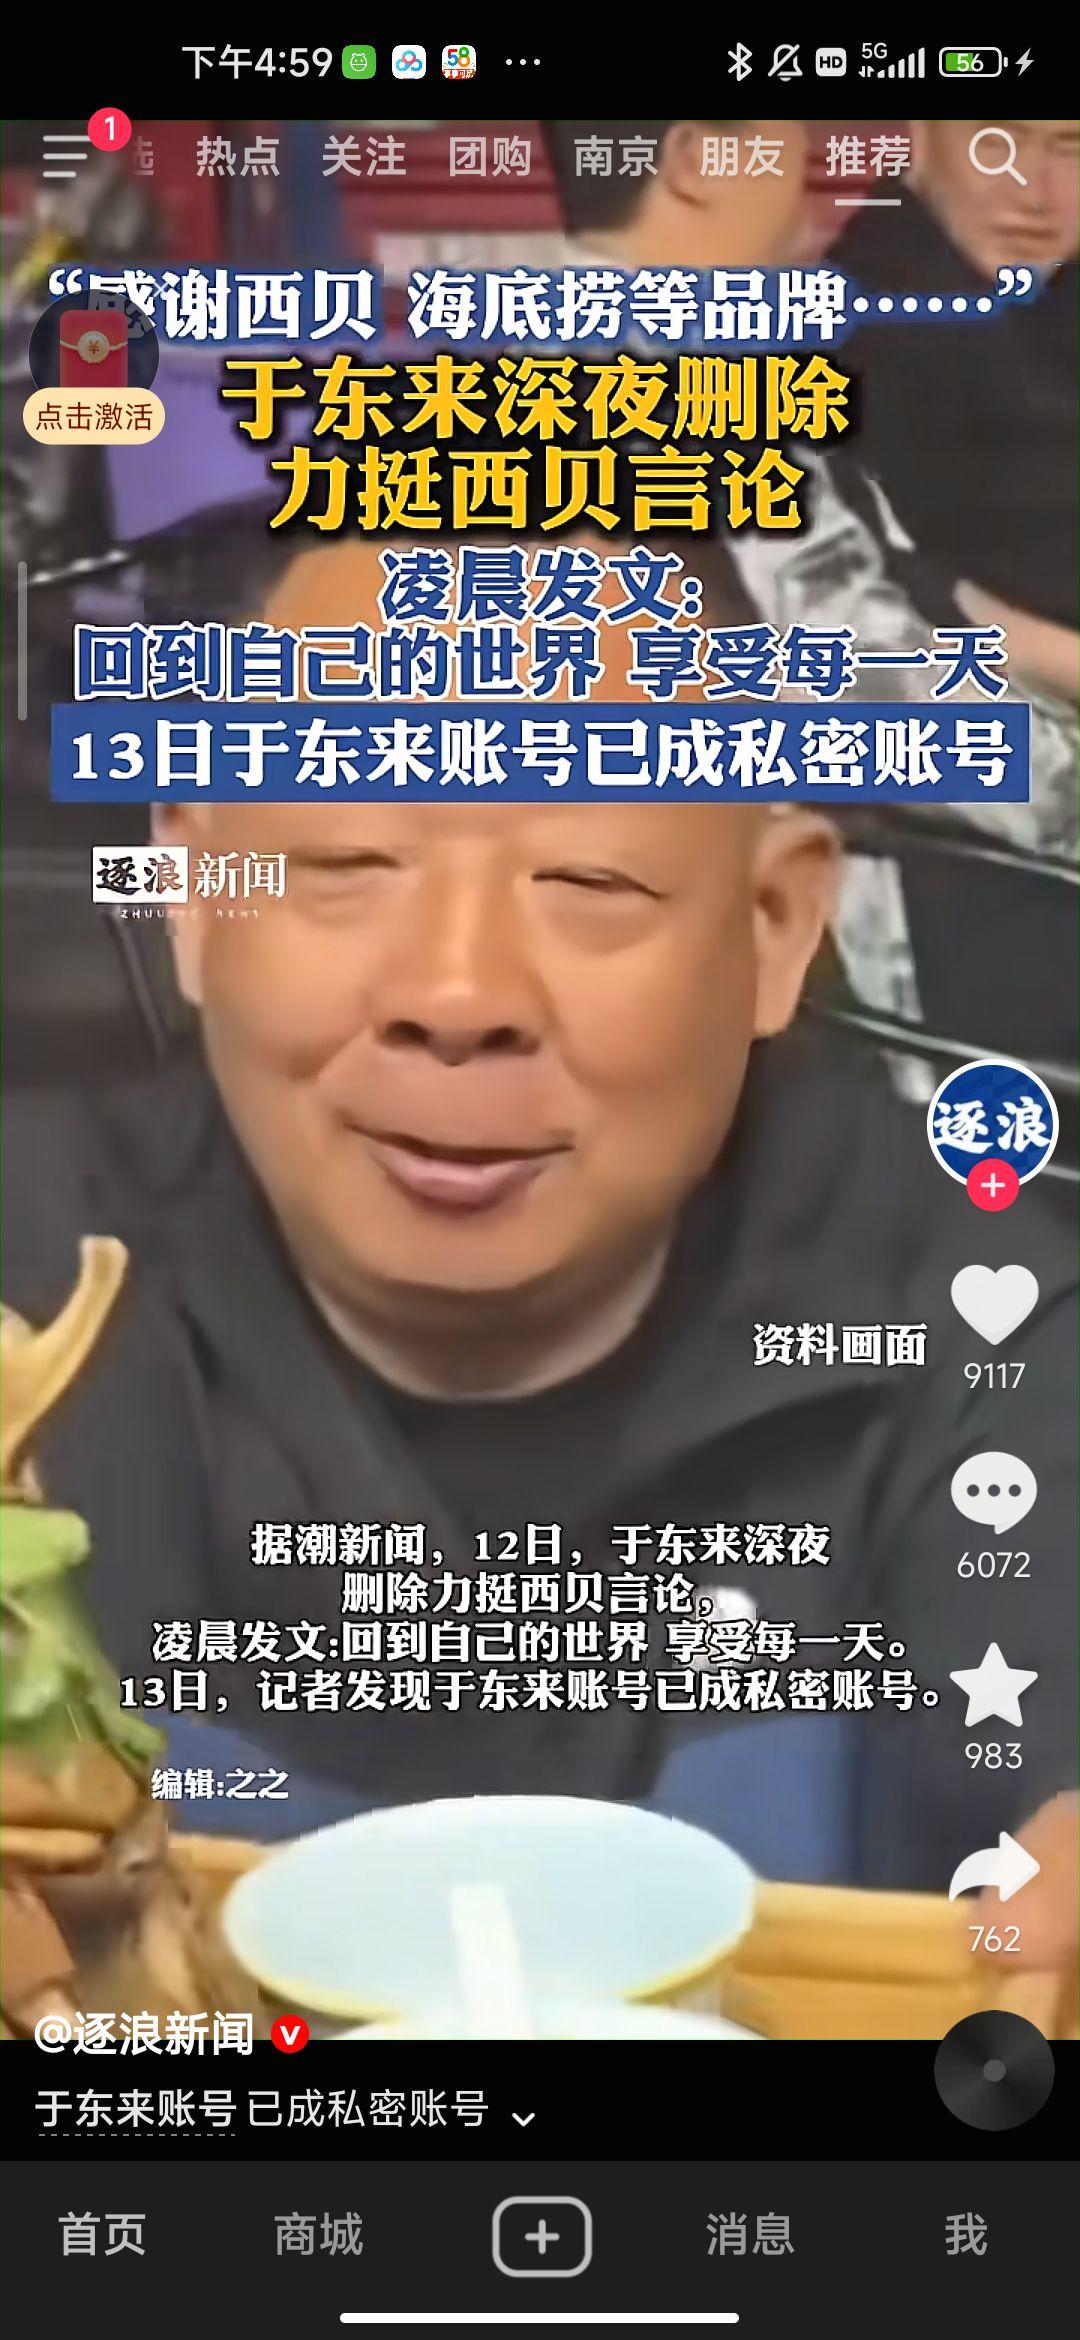 下午4:59
58
HD
5G
56
1
热点 关注 团购 南京 朋友 推荐
“感谢西贝 海底捞等品牌……”
点击激活
于东来深夜删除
力挺西贝言论
凌晨发文：
回到自己的世界 享受每一天
13日于东来账号已成私密账号
逐浪新闻
逐浪
资料画面
9117
6072
据潮新闻，12日，于东来深夜
删除力挺西贝言论，
凌晨发文:回到自己的世界 享受每一天。
13日，记者发现于东来账号已成私密账号。
983
编辑:之之
762
@逐浪新闻
于东来账号 已成私密账号
首页 商城 消息 我